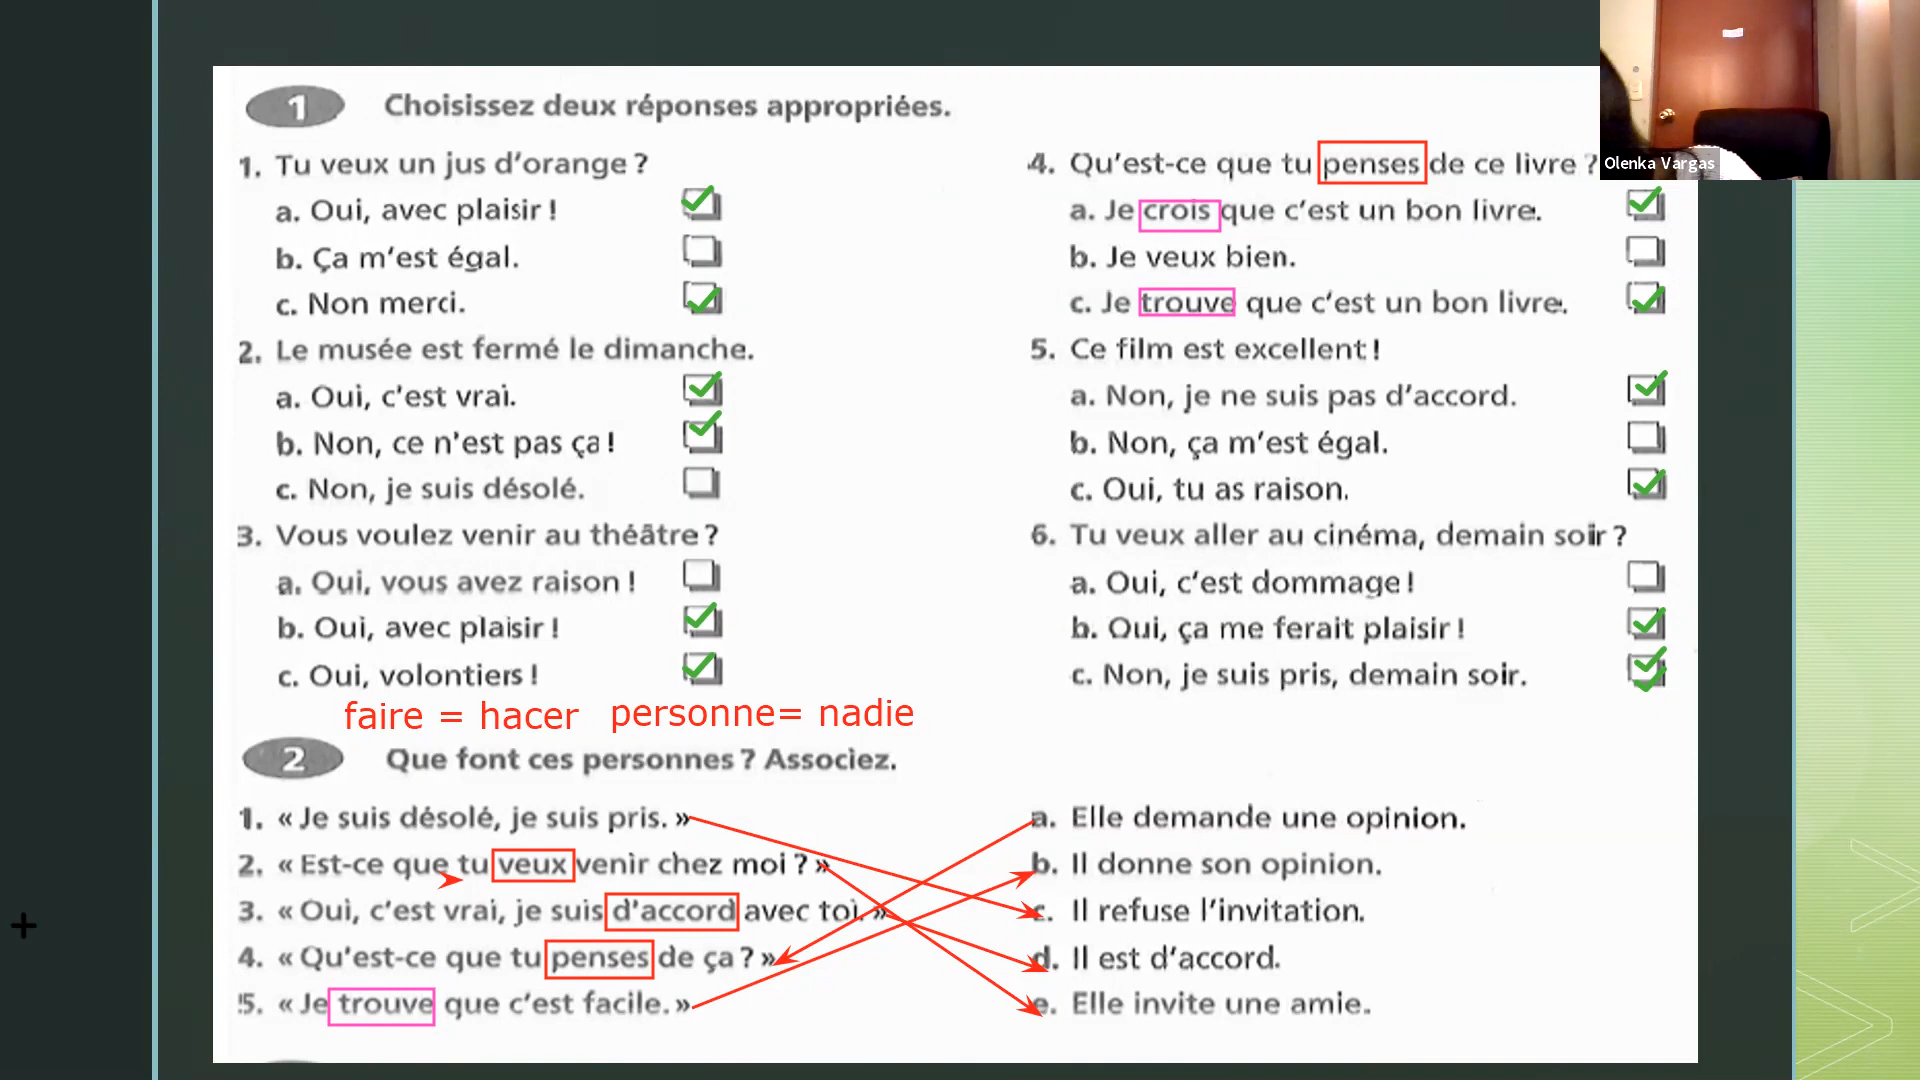 1 Choisissez deux réponses appropriées.
1. Tu veux un jus d'orange ?
a. Oui, avec plaisir !
b. Ça m'est égal.
c. Non merci.
2. Le musée est fermé le dimanche.
a. Oui, c'est vrai.
b. Non, ce n'est pas ça !
c. Non, je suis désolé.
3. Vous voulez venir au théâtre ?
a. Oui, vous avez raison !
b. Oui, avec plaisir !
c. Oui, volontiers !
4. Qu'est-ce que tu penses de ce livre ?
a. Je crois que c'est un bon livre.
b. Je veux bien.
c. Je trouve que c'est un bon livre.
5. Ce film est excellent !
a. Non, je ne suis pas d'accord.
b. Non, ça m'est égal.
c. Oui, tu as raison.
6. Tu veux aller au cinéma, demain soir ?
a. Oui, c'est dommage !
b. Oui, ça me ferait plaisir !
c. Non, je suis pris, demain soir.
Olenka Vargas
faire = hacer personne= nadie
2 Que font ces personnes ? Associez.
1. « Je suis désolé, je suis pris. »
2. « Est-ce que tu veux venir chez moi ? »
3. « Oui, c'est vrai, je suis d'accord avec toi. »
4. « Qu'est-ce que tu penses de ça ? »
5. « Je trouve que c'est facile. »
a. Elle demande une opinion.
b. Il donne son opinion.
c. Il refuse l'invitation.
d. Il est d'accord.
e. Elle invite une amie.